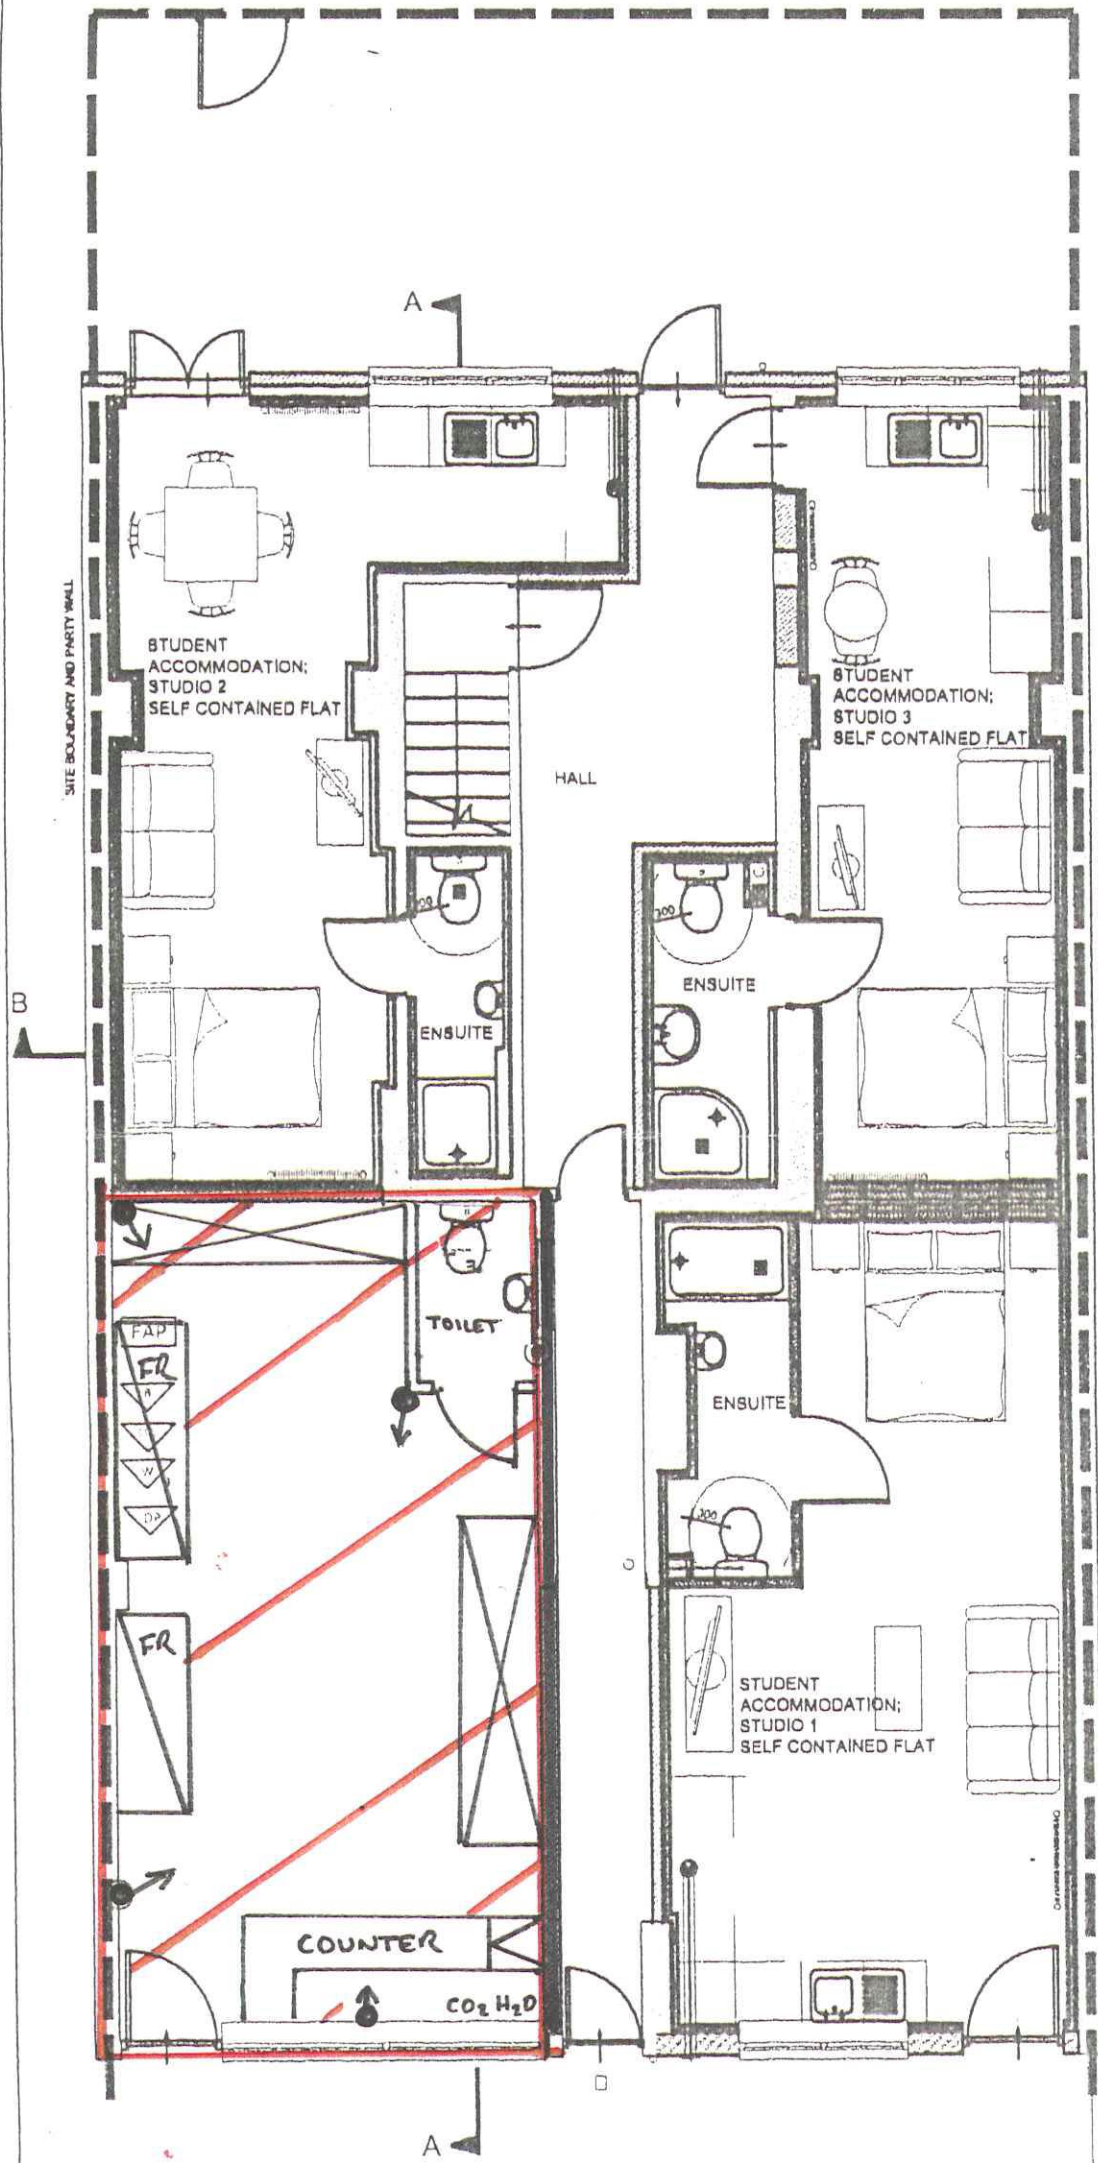 A
SITE BOUNDARY AND PARTY WALL
STUDENT
ACCOMMODATION;
STUDIO 2
SELF CONTAINED FLAT
STUDENT
ACCOMMODATION;
STUDIO 3
SELF CONTAINED FLAT
HALL
B
ENSUITE
ENSUITE
TOILET
FAP
FR
W
FR
ENSUITE
STUDENT
ACCOMMODATION;
STUDIO 1
SELF CONTAINED FLAT
COUNTER
CO2 H2O
D
A